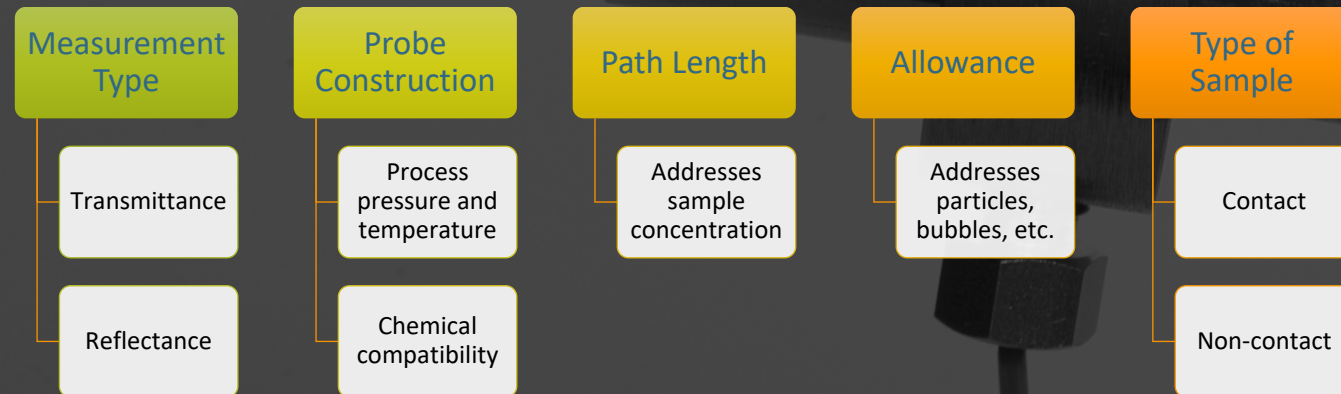 Measurement
Type
Transmittance
Reflectance
Probe
Construction
Process
pressure and
temperature
Chemical
compatibility
Path Length
Addresses
sample
concentration
Allowance
Addresses
particles,
bubbles, etc.
Type of
Sample
Contact
Non-contact